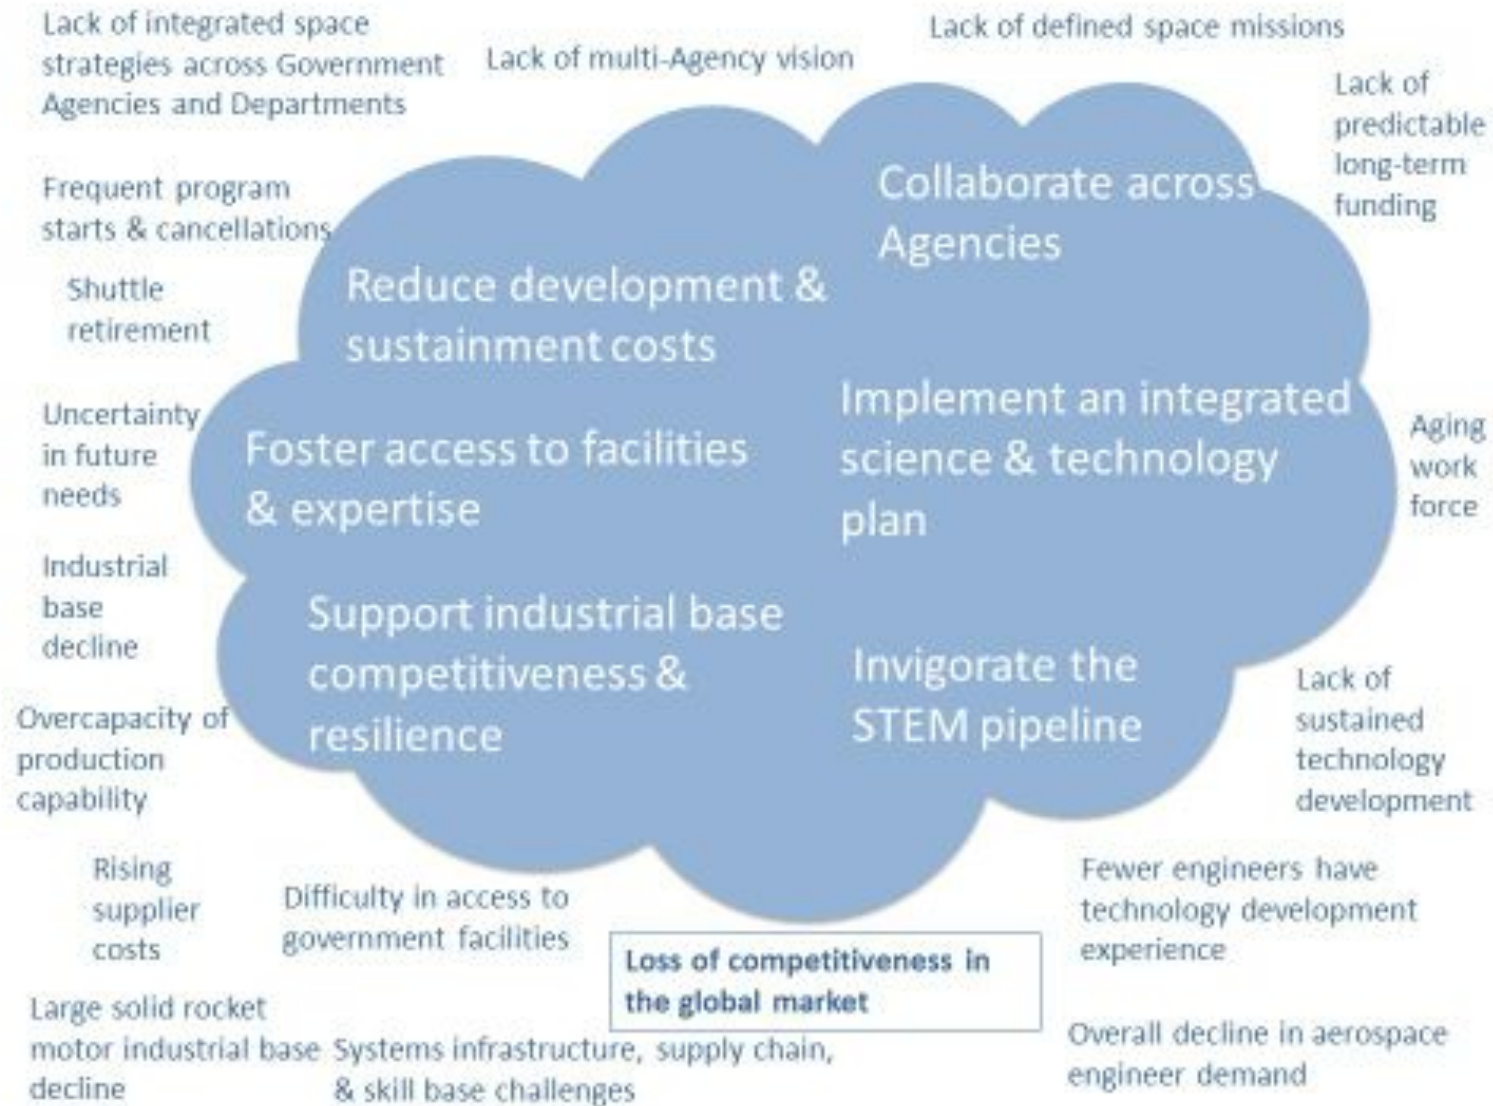 Lack of integrated space
strategies across Government
Agencies and Departments
Lack of multi-Agency vision
Lack of defined space missions
Lack of
predictable
long-term
funding
Frequent program
starts & cancellations
Shuttle
retirement
Uncertainty
in future
needs
Industrial
base
decline
Overcapacity of
production
capability
Rising
supplier
costs
Large solid rocket
motor industrial base
decline
Difficulty in access to
government facilities
Systems infrastructure, supply chain,
& skill base challenges
Loss of competitiveness in
the global market
Collaborate across
Agencies
Reduce development &
sustainment costs
Implement an integrated
science & technology
plan
Foster access to facilities
& expertise
Support industrial base
competitiveness &
resilience
Invigorate the
STEM pipeline
Aging
work
force
Lack of
sustained
technology
development
Fewer engineers have
technology development
experience
Overall decline in aerospace
engineer demand